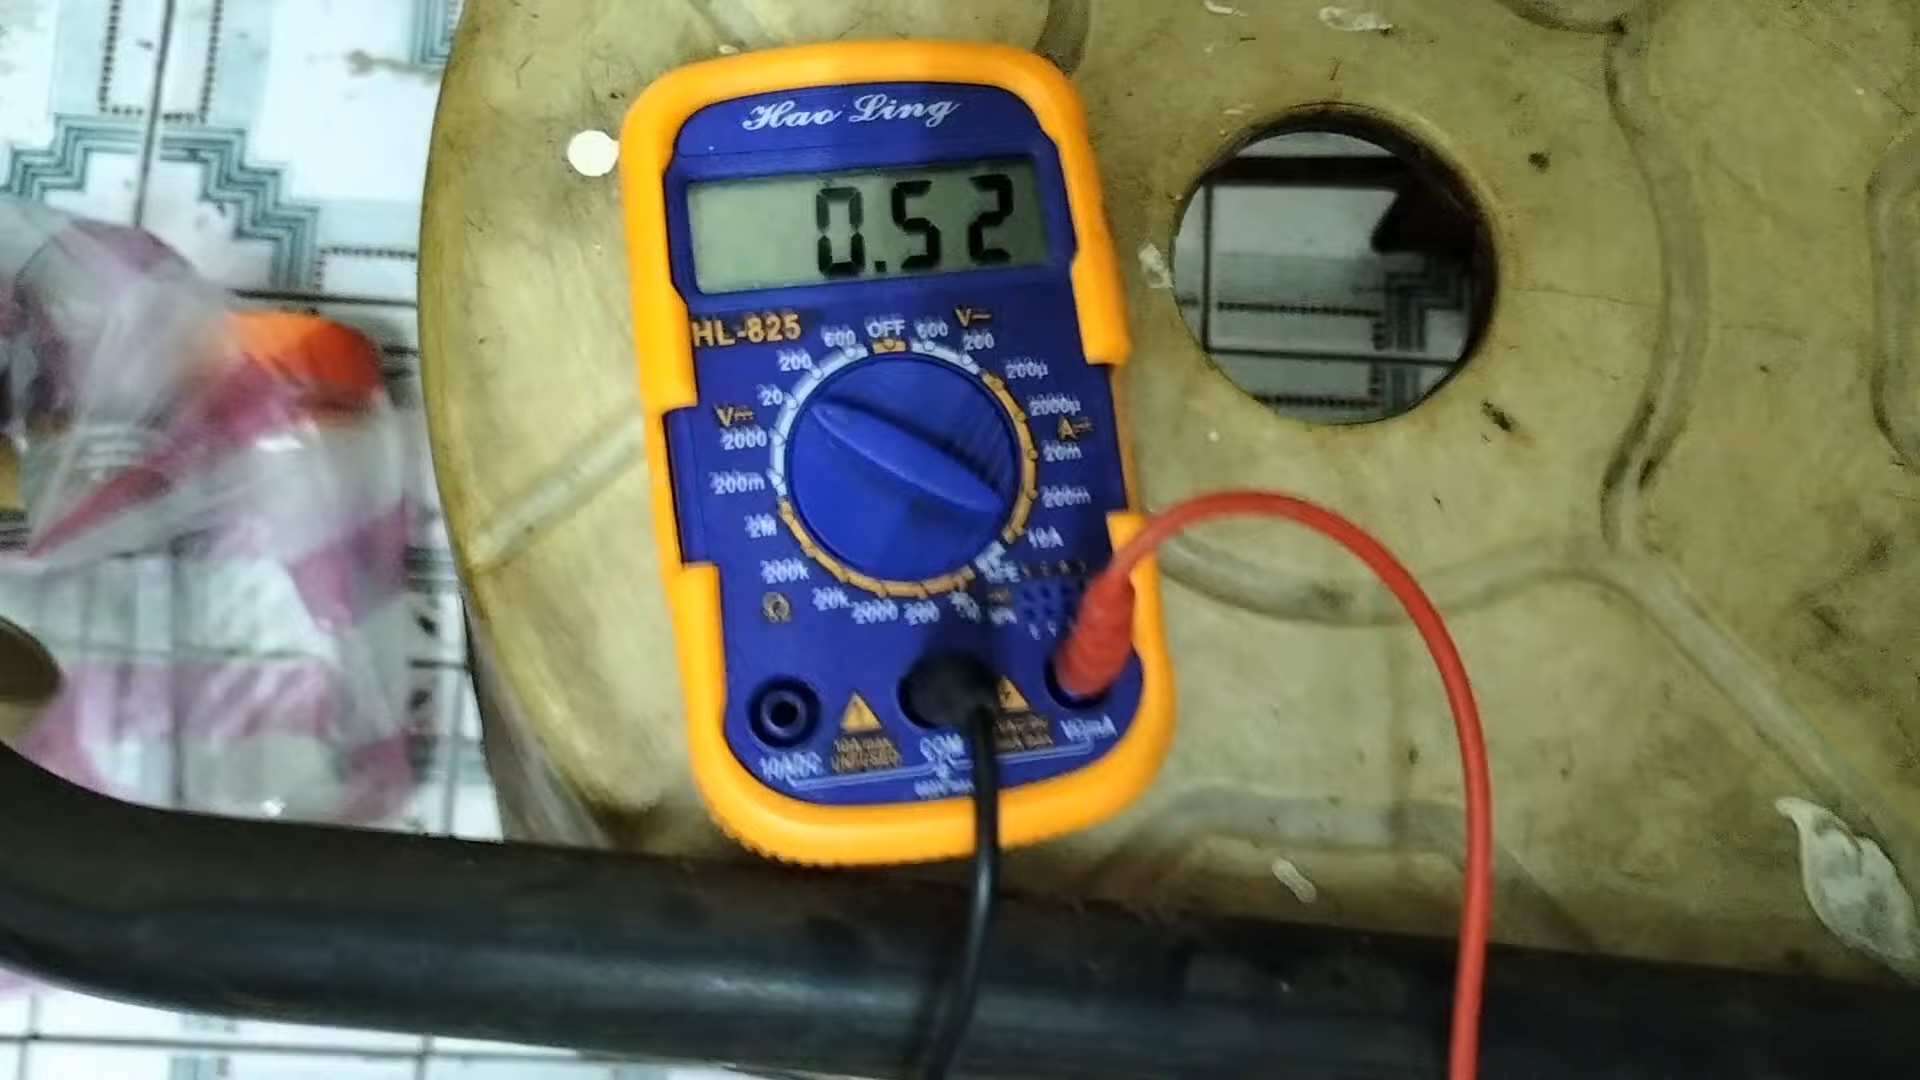 Hao Ling
0.52
HL-825
600 OFF 600 V
200 200
20 200µ
V 2000µ
2000 A
200m 20m
2M 200m
200k 10A
20k 2000 200
10ADC COM VΩmA